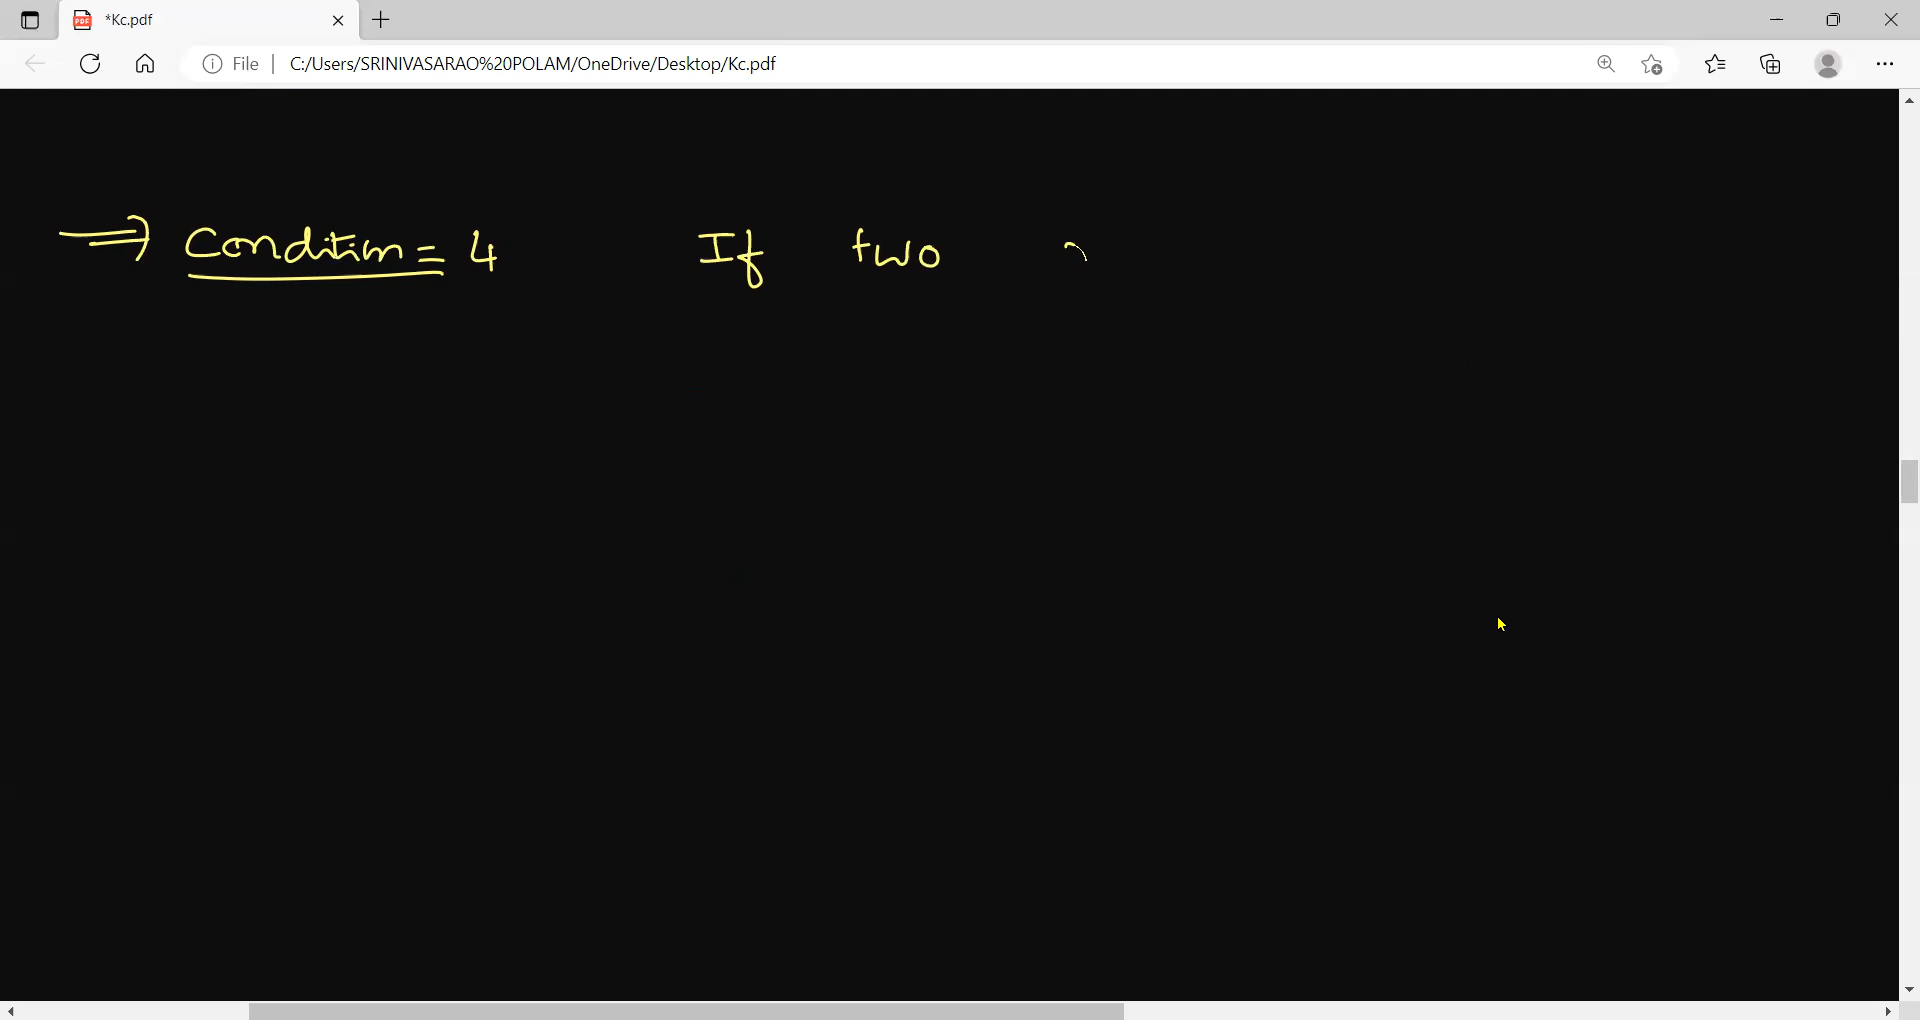 *Kc.pdf
File | C:/Users/SRINIVASARAO%20POLAM/OneDrive/Desktop/Kc.pdf
⇒ Condition = 4 If two